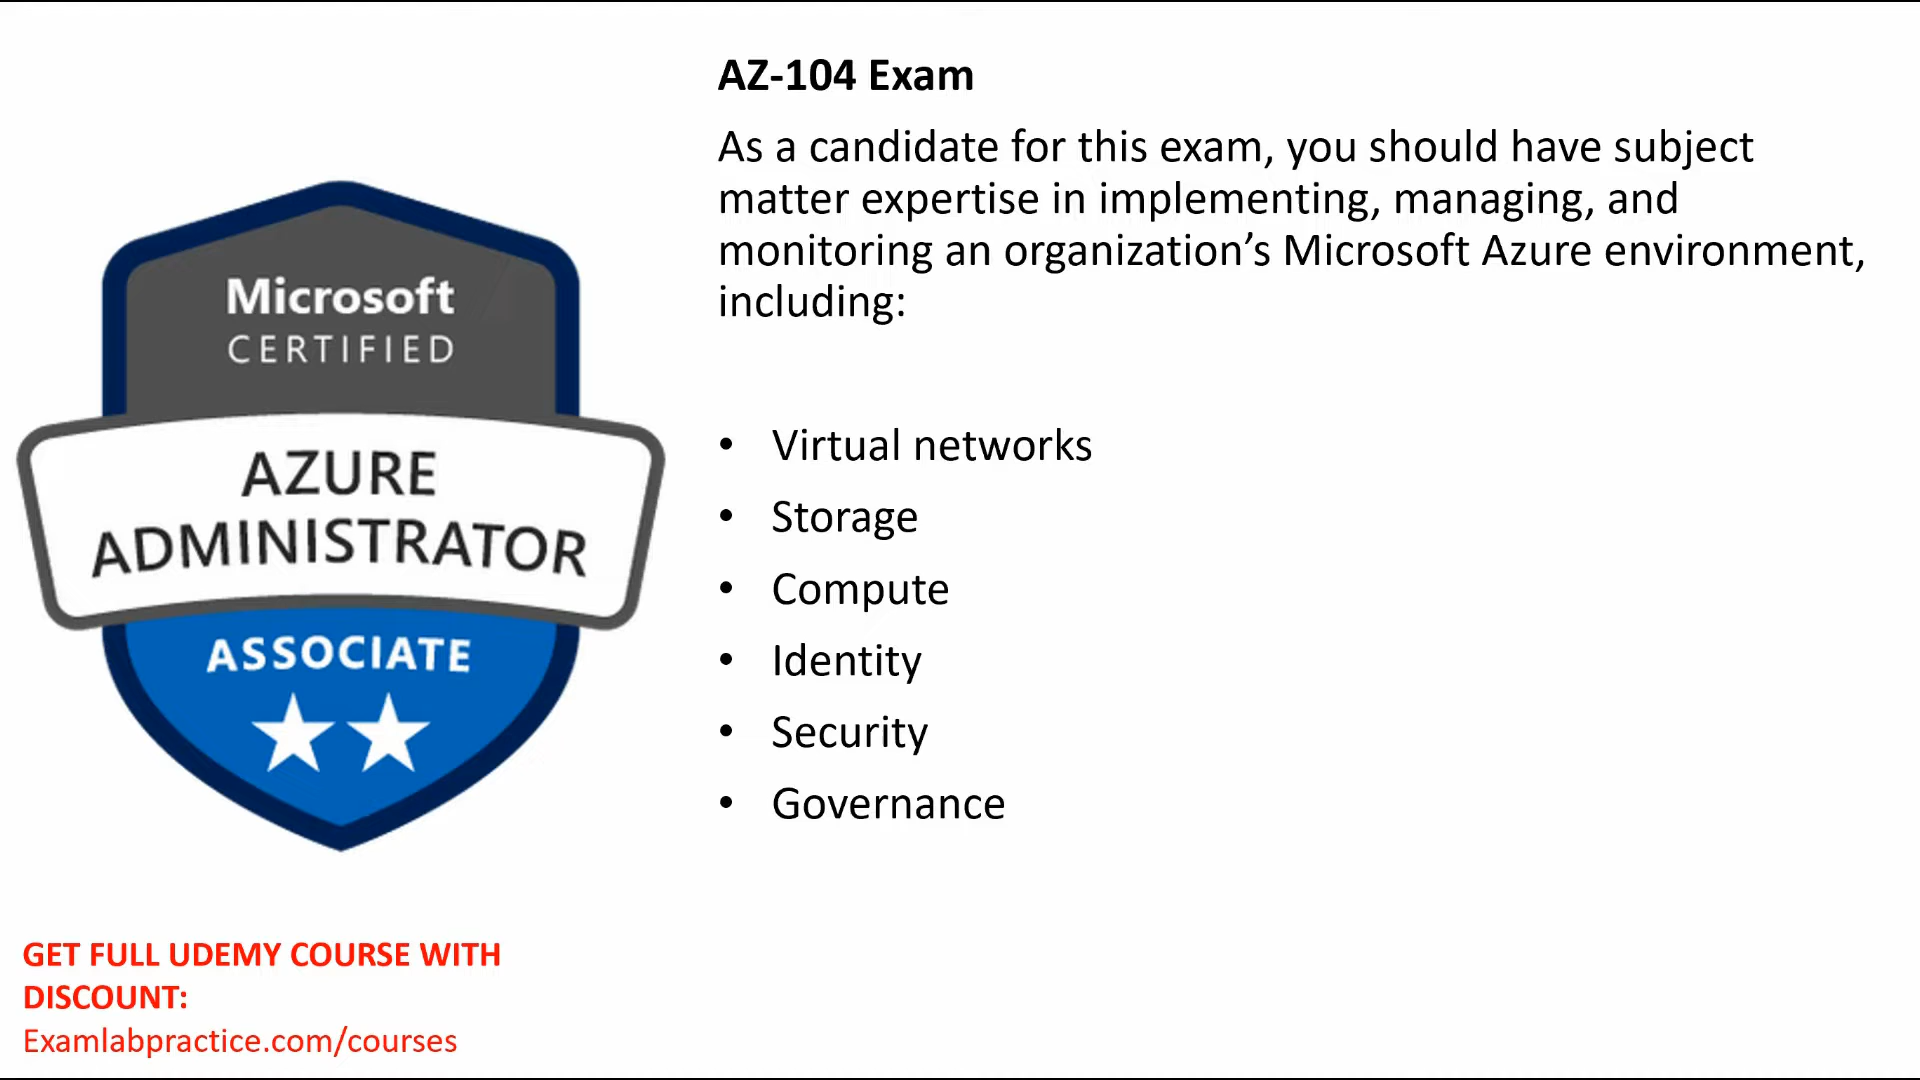 Microsoft
CERTIFIED
AZURE
ADMINISTRATOR
ASSOCIATE
AZ-104 Exam
As a candidate for this exam, you should have subject
matter expertise in implementing, managing, and
monitoring an organization’s Microsoft Azure environment,
including:
• Virtual networks
• Storage
• Compute
• Identity
• Security
• Governance
GET FULL UDEMY COURSE WITH
DISCOUNT:
Examlabpractice.com/courses